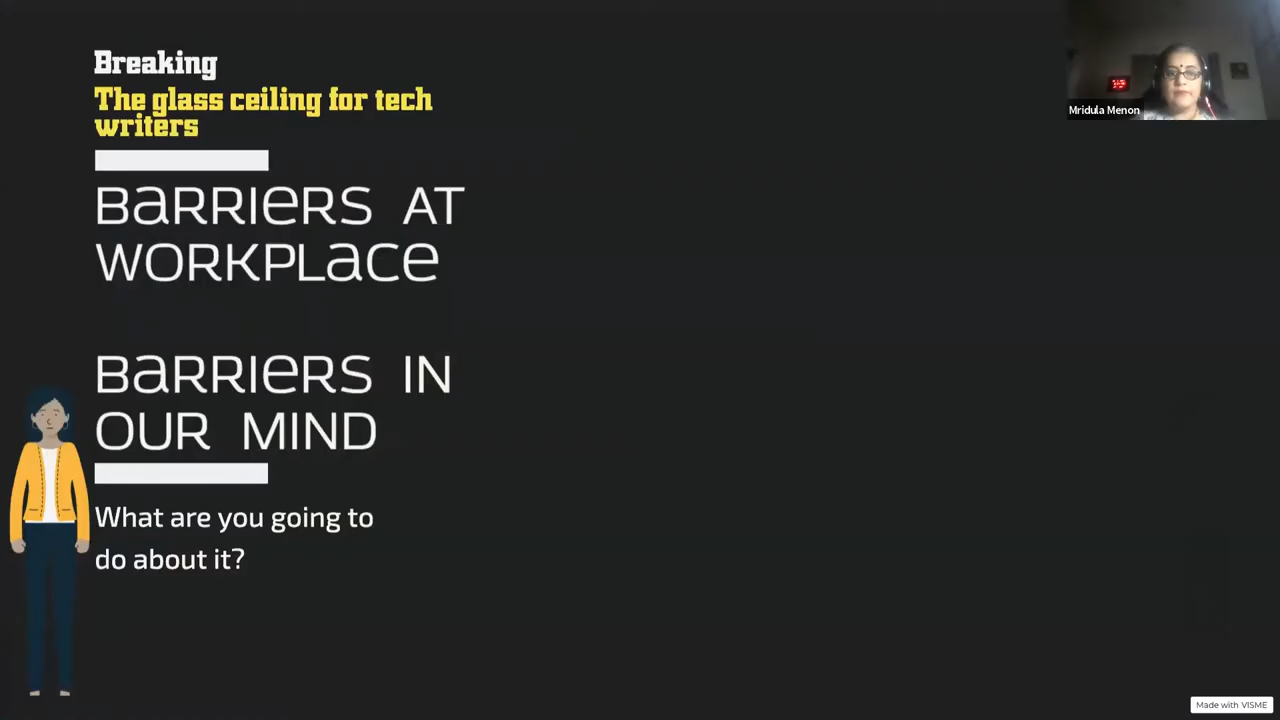 Breaking
The glass ceiling for tech
writers
BaRRIeRS AT
WORKPLace
BaRRIeRS IN
OUR MIND
What are you going to
do about it?
Mridula Menon
Made with VISME